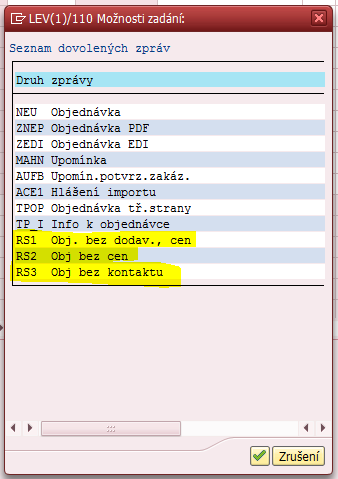 LEV(1)/110 Možnosti zadání:
Seznam dovolených zpráv
Druh zprávy
NEU Objednávka
ZNEP Objednávka PDF
ZEDI Objednávka EDI
MAHN Upomínka
AUFB Upomín.potvrz.zakáz.
ACE1 Hlášení importu
TPOP Objednávka tř.strany
TP_I Info k objednávce
RS1 Obj. bez dodav., cen
RS2 Obj bez cen
RS3 Obj bez kontaktu
Zrušení